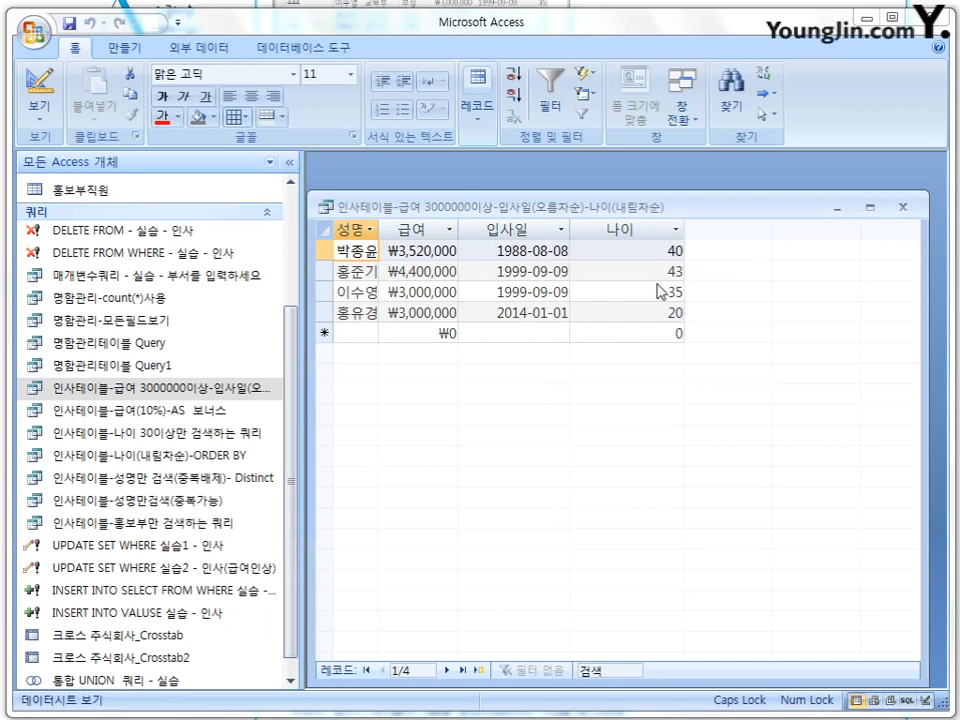 Microsoft Access
YoungJin.com Y.
홈
만들기
외부 데이터
데이터베이스 도구
맑은 고딕
11
가 가 가
가
보기
붙여넣기
레코드
필터
폼 크기에 맞춤
창 전환
찾기
보기
클립보드
글꼴
서식 있는 텍스트
정렬 및 필터
창
찾기
모든 Access 개체
홍보부직원
쿼리
DELETE FROM - 실습 - 인사
DELETE FROM WHERE - 실습 - 인사
매개변수쿼리 - 실습 - 부서를 입력하세요
명함관리-count(*)사용
명함관리-모든필드보기
명함관리테이블 Query
명함관리테이블 Query1
인사테이블-급여 3000000이상-입사일(오...
인사테이블-급여(10%)-AS 보너스
인사테이블-나이 30이상만 검색하는 쿼리
인사테이블-나이(내림차순)-ORDER BY
인사테이블-성명만 검색(중복배제)- Distinct
인사테이블-성명만검색(중복가능)
인사테이블-홍보부만 검색하는 쿼리
UPDATE SET WHERE 실습1 - 인사
UPDATE SET WHERE 실습2 - 인사(급여인상)
INSERT INTO SELECT FROM WHERE 실습 -...
INSERT INTO VALUSE 실습 - 인사
크로스 주식회사_Crosstab
크로스 주식회사_Crosstab2
통합 UNION 쿼리 - 실습
인사테이블-급여 3000000이상-입사일(오름차순)-나이(내림차순)
성명 급여 입사일 나이
박종윤 ₩3,520,000 1988-08-08 40
홍준기 ₩4,400,000 1999-09-09 43
이수영 ₩3,000,000 1999-09-09 35
홍유경 ₩3,000,000 2014-01-01 20
* ₩0 0
레코드: 1/4 필터 없음 검색
데이터시트 보기
Caps Lock Num Lock SQL